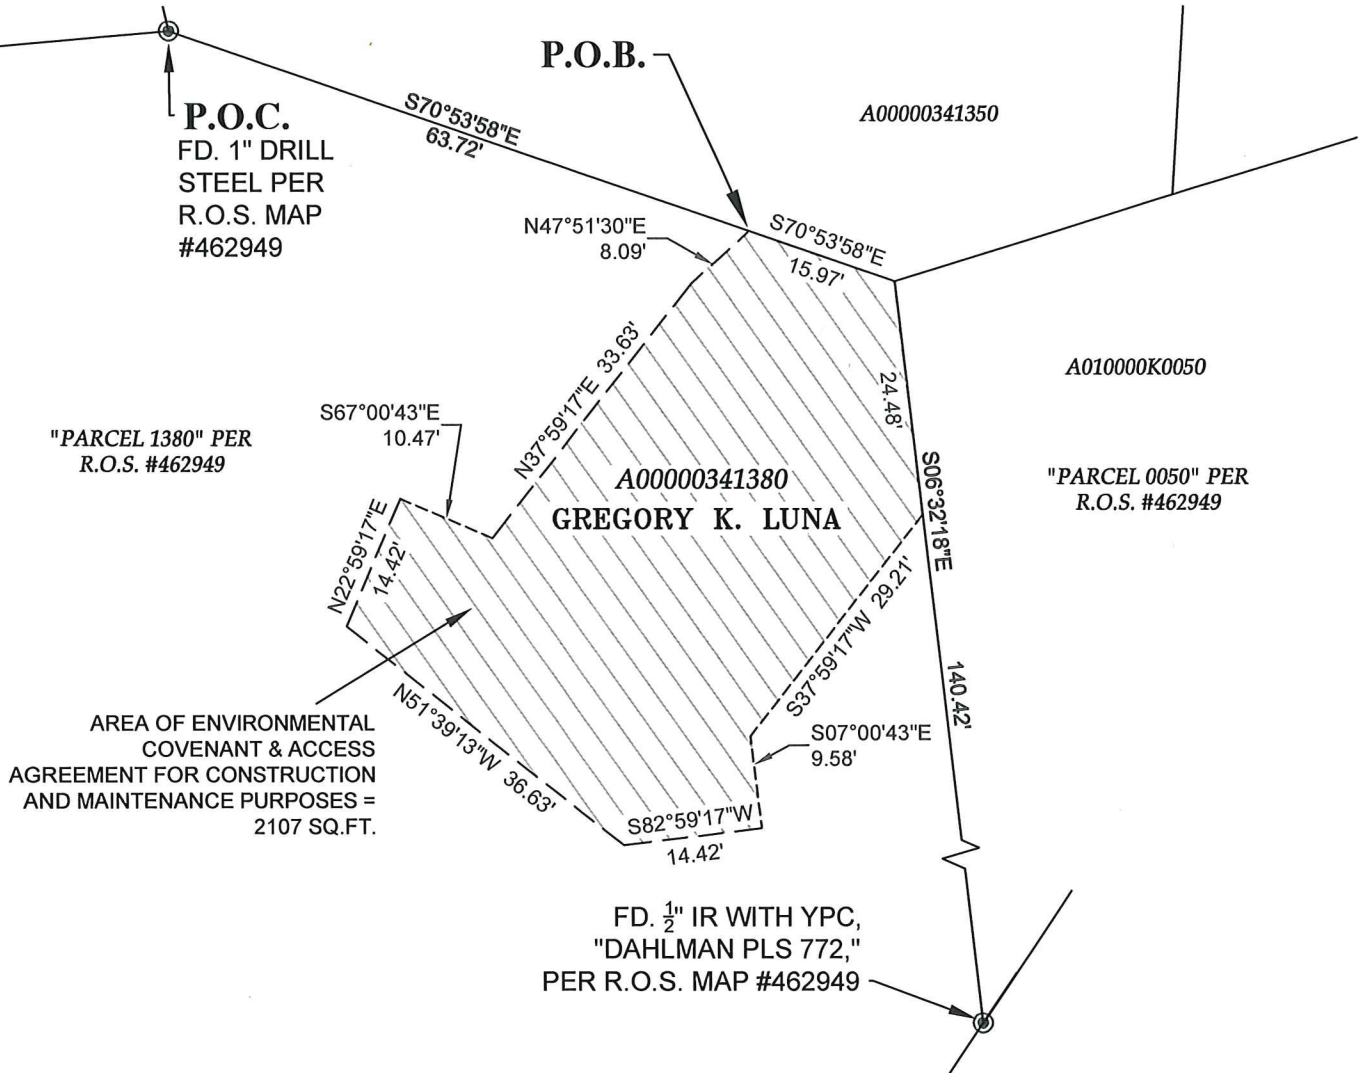 P.O.C.
FD. 1" DRILL
STEEL PER
R.O.S. MAP
#462949
S70°53'58"E
63.72'
P.O.B.
A00000341350
N47°51'30"E
8.09'
S70°53'58"E
15.97'
N37°59'17"E 33.63'
24.48'
A010000K0050
S67°00'43"E
10.47'
"PARCEL 1380" PER
R.O.S. #462949
A00000341380
GREGORY K. LUNA
S06°32'18"E
"PARCEL 0050" PER
R.O.S. #462949
N22°59'17"E
14.42'
S37°59'17"W 29.21'
140.42'
AREA OF ENVIRONMENTAL
COVENANT & ACCESS
AGREEMENT FOR CONSTRUCTION
AND MAINTENANCE PURPOSES =
2107 SQ.FT.
N51°39'13"W 36.63'
S07°00'43"E
9.58'
S82°59'17"W
14.42'
FD. ½" IR WITH YPC,
"DAHLMAN PLS 772,"
PER R.O.S. MAP #462949